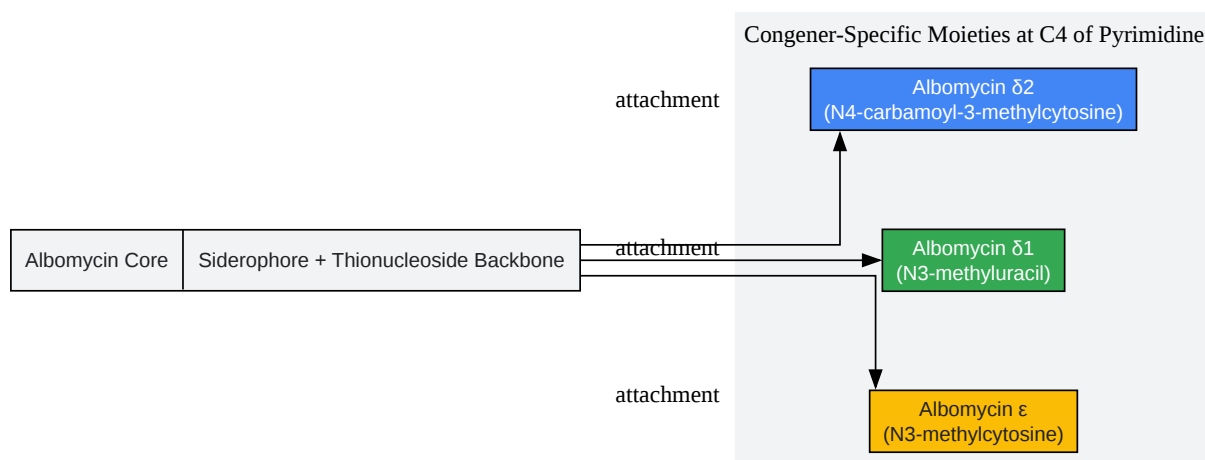 Congener-Specific Moieties at C4 of Pyrimidine
attachment
Albomycin δ2
(N4-carbamoyl-3-methylcytosine)
Albomycin Core
Siderophore + Thionucleoside Backbone
attachment
Albomycin δ1
(N3-methyluracil)
attachment
Albomycin ε
(N3-methylcytosine)